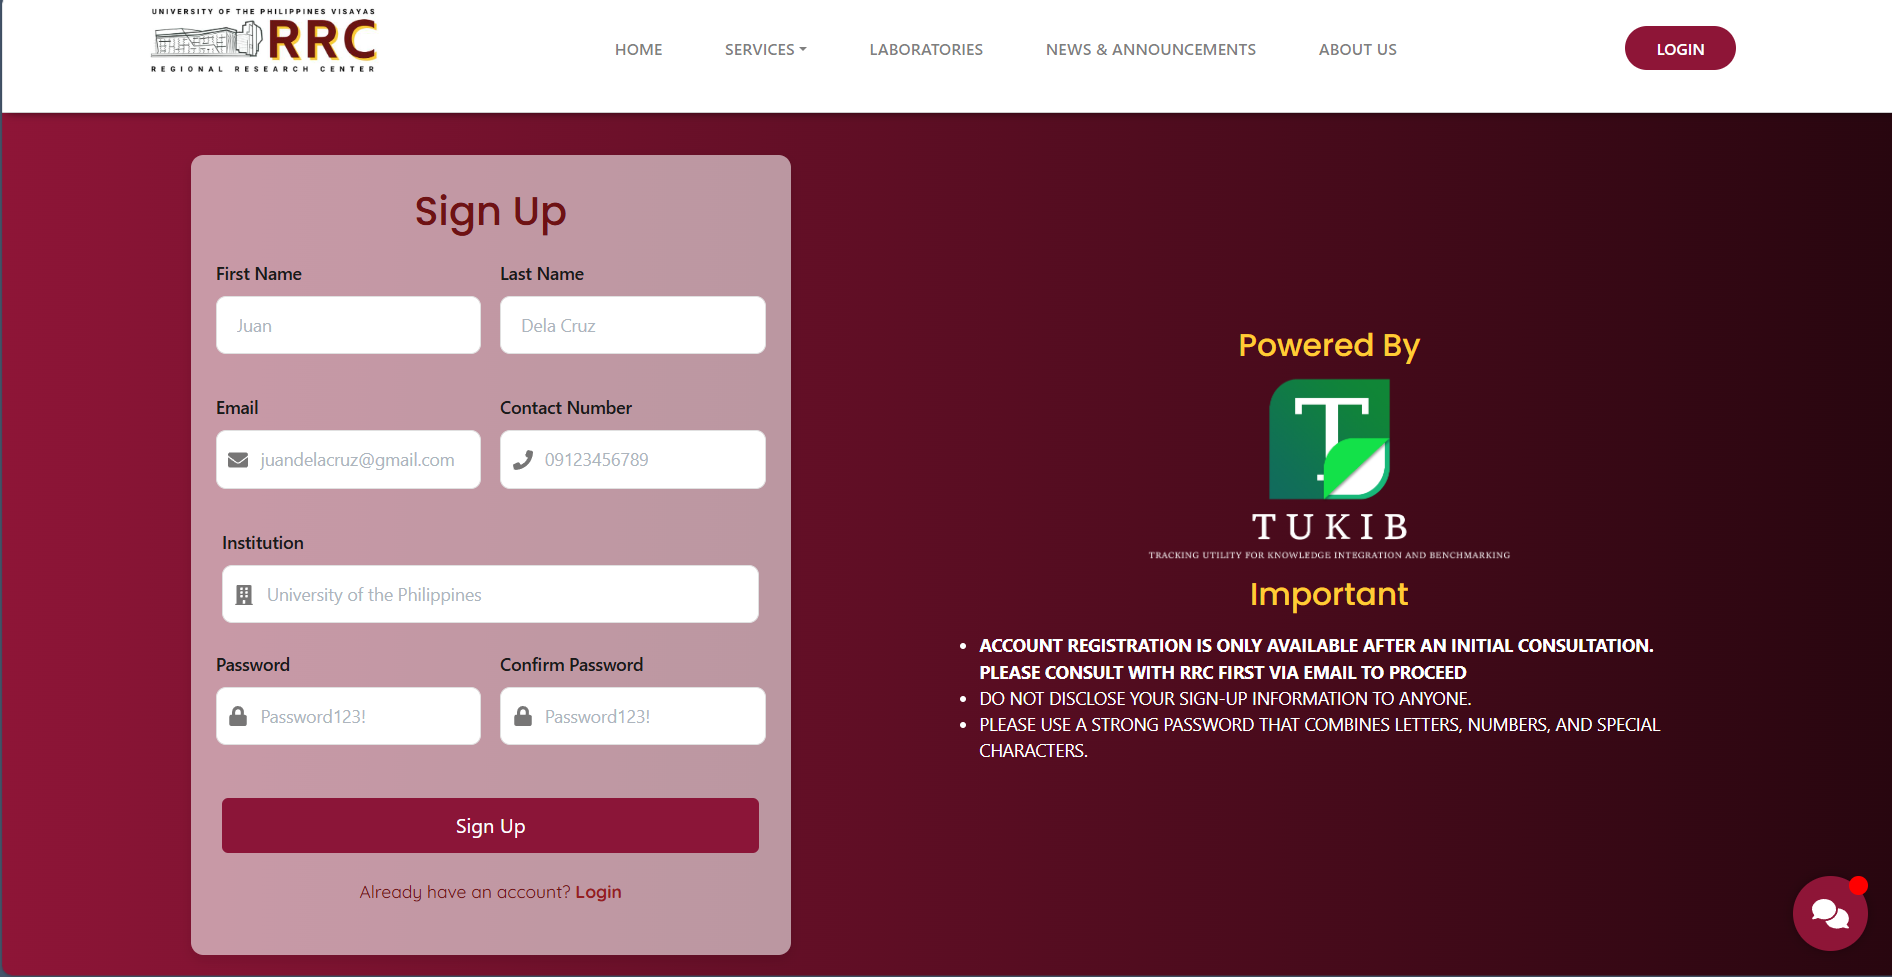 UNIVERSITY OF THE PHILIPPINES VISAYAS
RRC
REGIONAL RESEARCH CENTER
HOME
SERVICES
LABORATORIES
NEWS & ANNOUNCEMENTS
ABOUT US
LOGIN
Sign Up
First Name
Last Name
Juan
Dela Cruz
Email
Contact Number
juandelacruz@gmail.com
09123456789
Institution
University of the Philippines
Password
Confirm Password
Password123!
Password123!
Sign Up
Already have an account? Login
Powered By
T
TUKIB
TRACKING UTILITY FOR KNOWLEDGE INTEGRATION AND BENCHMARKING
Important
ACCOUNT REGISTRATION IS ONLY AVAILABLE AFTER AN INITIAL CONSULTATION.
PLEASE CONSULT WITH RRC FIRST VIA EMAIL TO PROCEED
DO NOT DISCLOSE YOUR SIGN-UP INFORMATION TO ANYONE.
PLEASE USE A STRONG PASSWORD THAT COMBINES LETTERS, NUMBERS, AND SPECIAL
CHARACTERS.